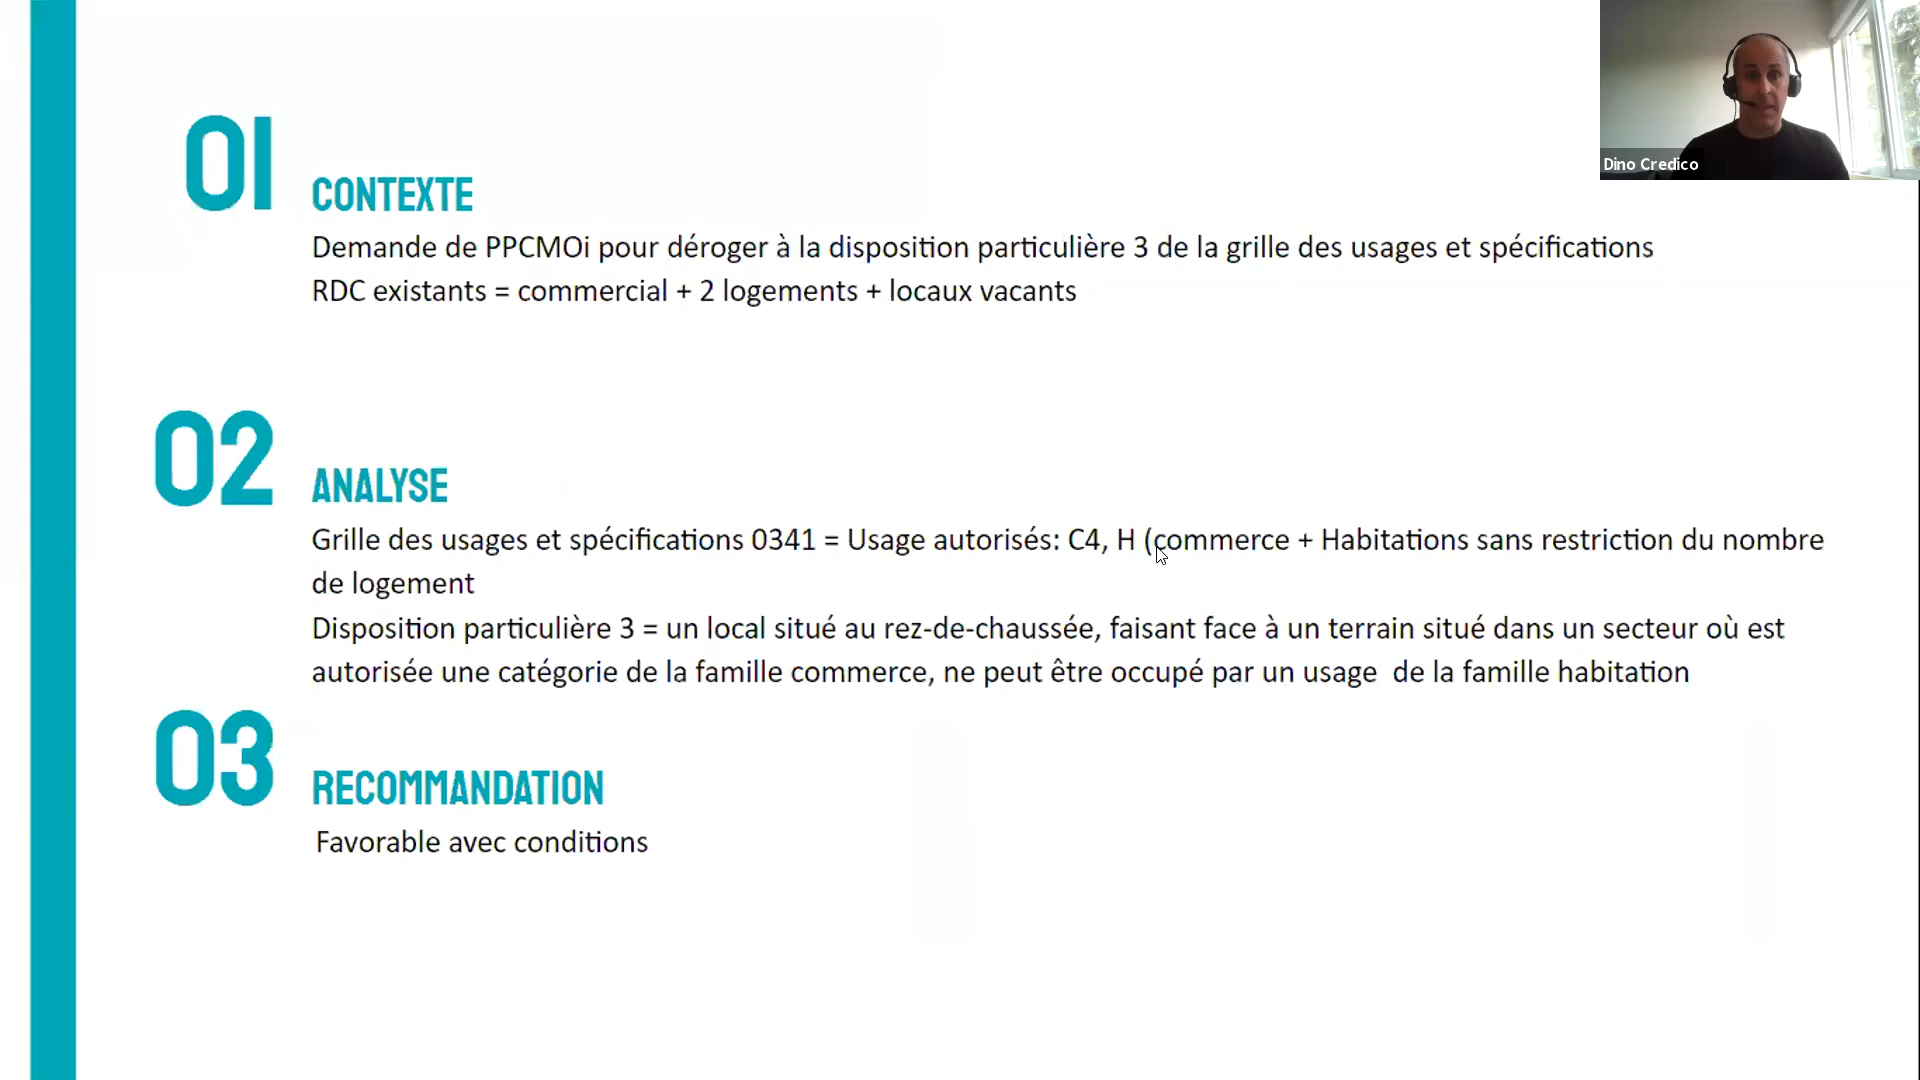 01
CONTEXTE
Demande de PPCMOi pour déroger à la disposition particulière 3 de la grille des usages et spécifications
RDC existants = commercial + 2 logements + locaux vacants
02
ANALYSE
Grille des usages et spécifications 0341 = Usage autorisés: C4, H (commerce + Habitations sans restriction du nombre
de logement
Disposition particulière 3 = un local situé au rez-de-chaussée, faisant face à un terrain situé dans un secteur où est
autorisée une catégorie de la famille commerce, ne peut être occupé par un usage  de la famille habitation
03
RECOMMANDATION
Favorable avec conditions
Dino Credico